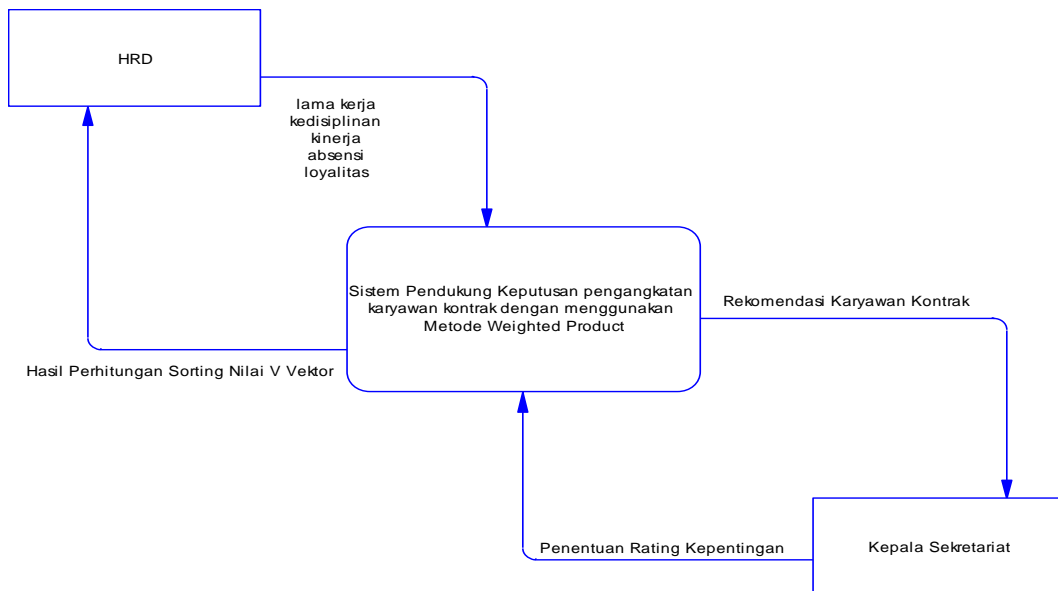 HRD
lama kerja
kedisiplinan
kinerja
absensi
loyalitas
Sistem Pendukung Keputusan pengangkatan
karyawan kontrak dengan menggunakan
Metode Weighted Product
Rekomendasi Karyawan Kontrak
Hasil Perhitungan Sorting Nilai V Vektor
Penentuan Rating Kepentingan
Kepala Sekretariat